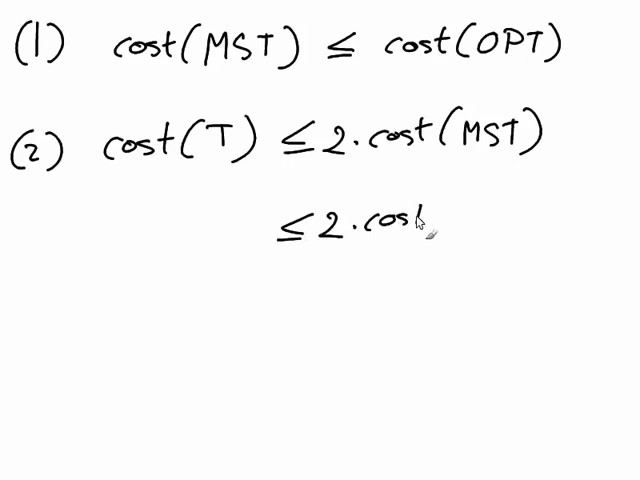 (1) cost(MST) ≤ cost(OPT)
(2) cost(T) ≤ 2·cost(MST)
≤ 2·cost